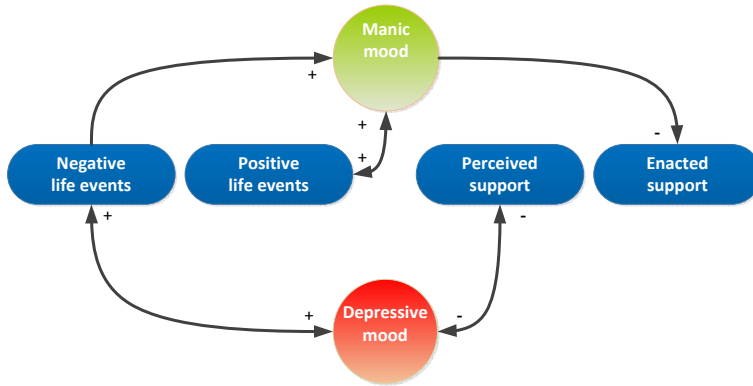 Manic
mood
+
+
-
+
Negative
life events
Positive
life events
Perceived
support
Enacted
support
+
-
+
-
Depressive
mood